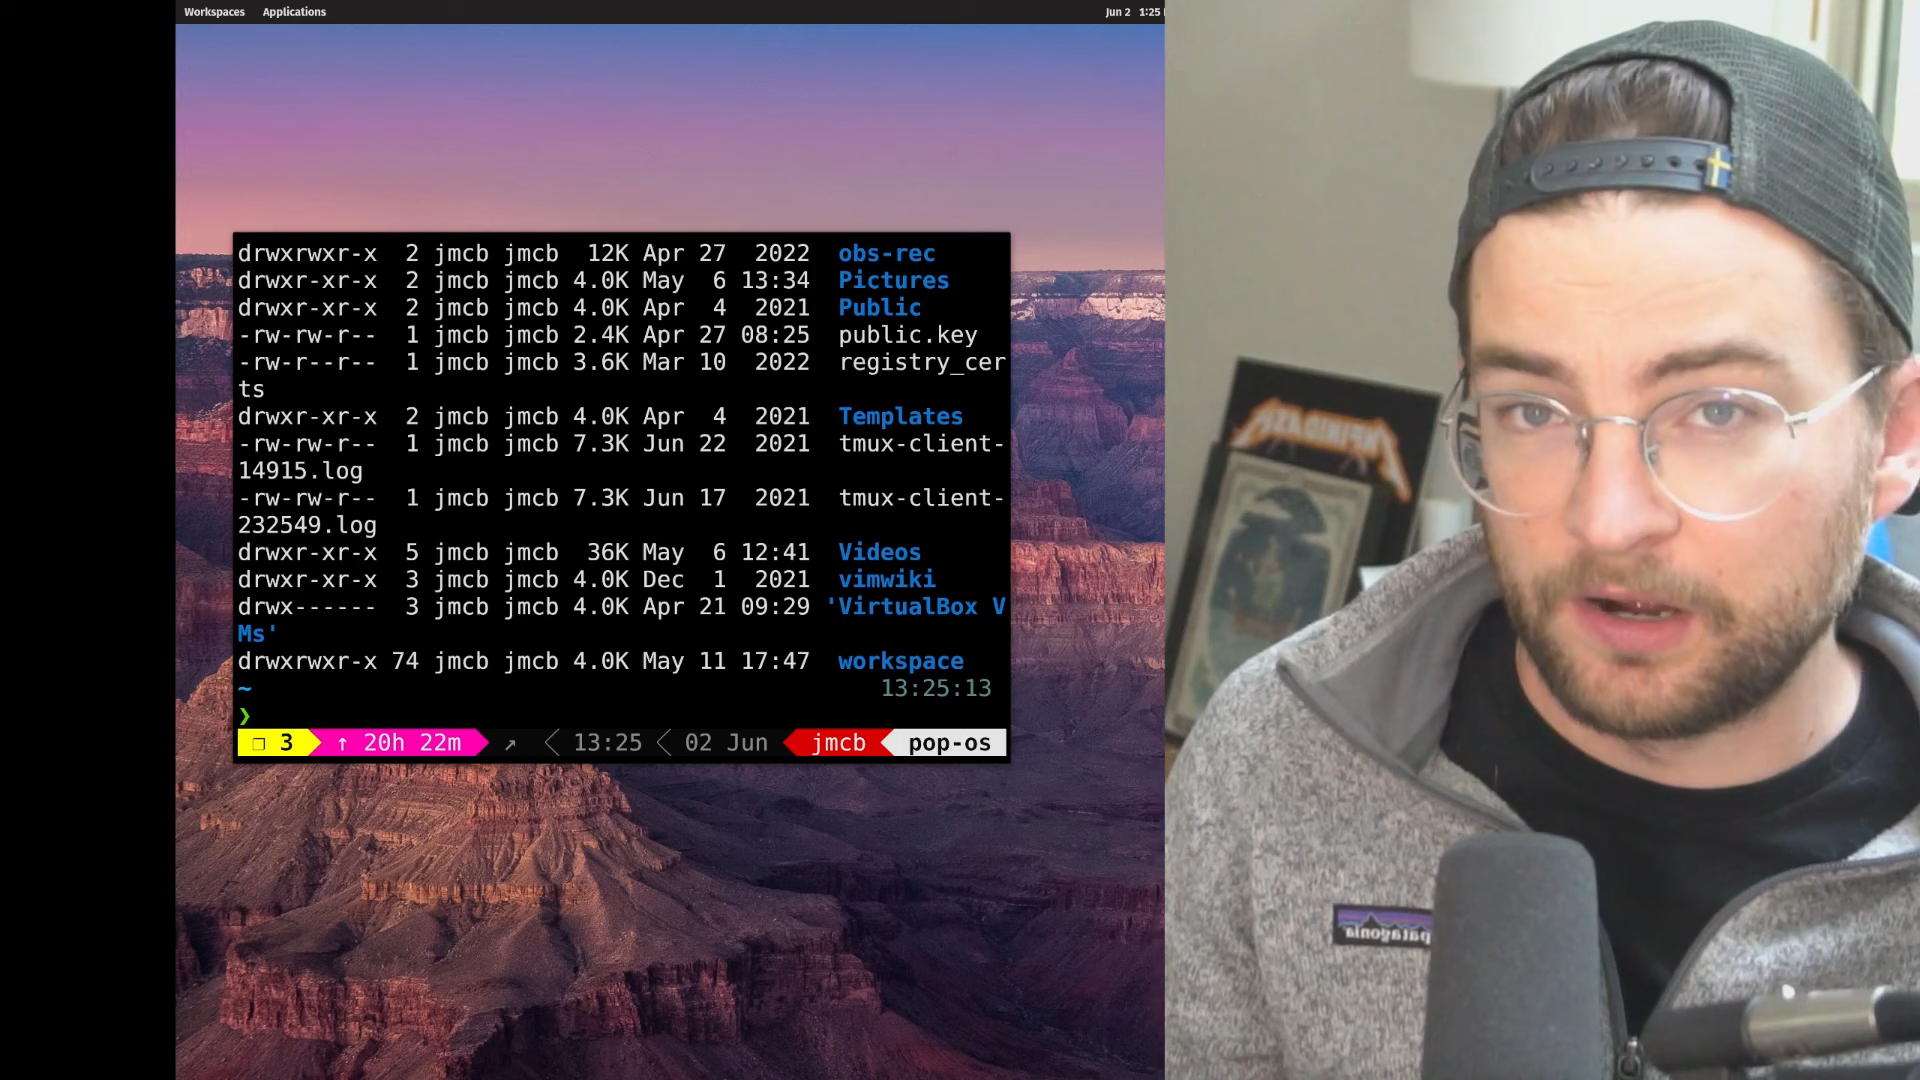 Workspaces Applications Jun 2 1:25
drwxrwxr-x 2 jmcb jmcb 12K Apr 27 2022 obs-rec
drwxr-xr-x 2 jmcb jmcb 4.0K May 6 13:34 Pictures
drwxr-xr-x 2 jmcb jmcb 4.0K Apr 4 2021 Public
-rw-rw-r-- 1 jmcb jmcb 2.4K Apr 27 08:25 public.key
-rw-r--r-- 1 jmcb jmcb 3.6K Mar 10 2022 registry_cer
ts
drwxr-xr-x 2 jmcb jmcb 4.0K Apr 4 2021 Templates
-rw-rw-r-- 1 jmcb jmcb 7.3K Jun 22 2021 tmux-client-
14915.log
-rw-rw-r-- 1 jmcb jmcb 7.3K Jun 17 2021 tmux-client-
232549.log
drwxr-xr-x 5 jmcb jmcb 36K May 6 12:41 Videos
drwxr-xr-x 3 jmcb jmcb 4.0K Dec 1 2021 vimwiki
drwx------ 3 jmcb jmcb 4.0K Apr 21 09:29 'VirtualBox V
Ms'
drwxrwxr-x 74 jmcb jmcb 4.0K May 11 17:47 workspace
~ 13:25:13
❯
❐ 3 ↑ 20h 22m ↗ 13:25 02 Jun jmcb pop-os
INFINIDASH
patagonia